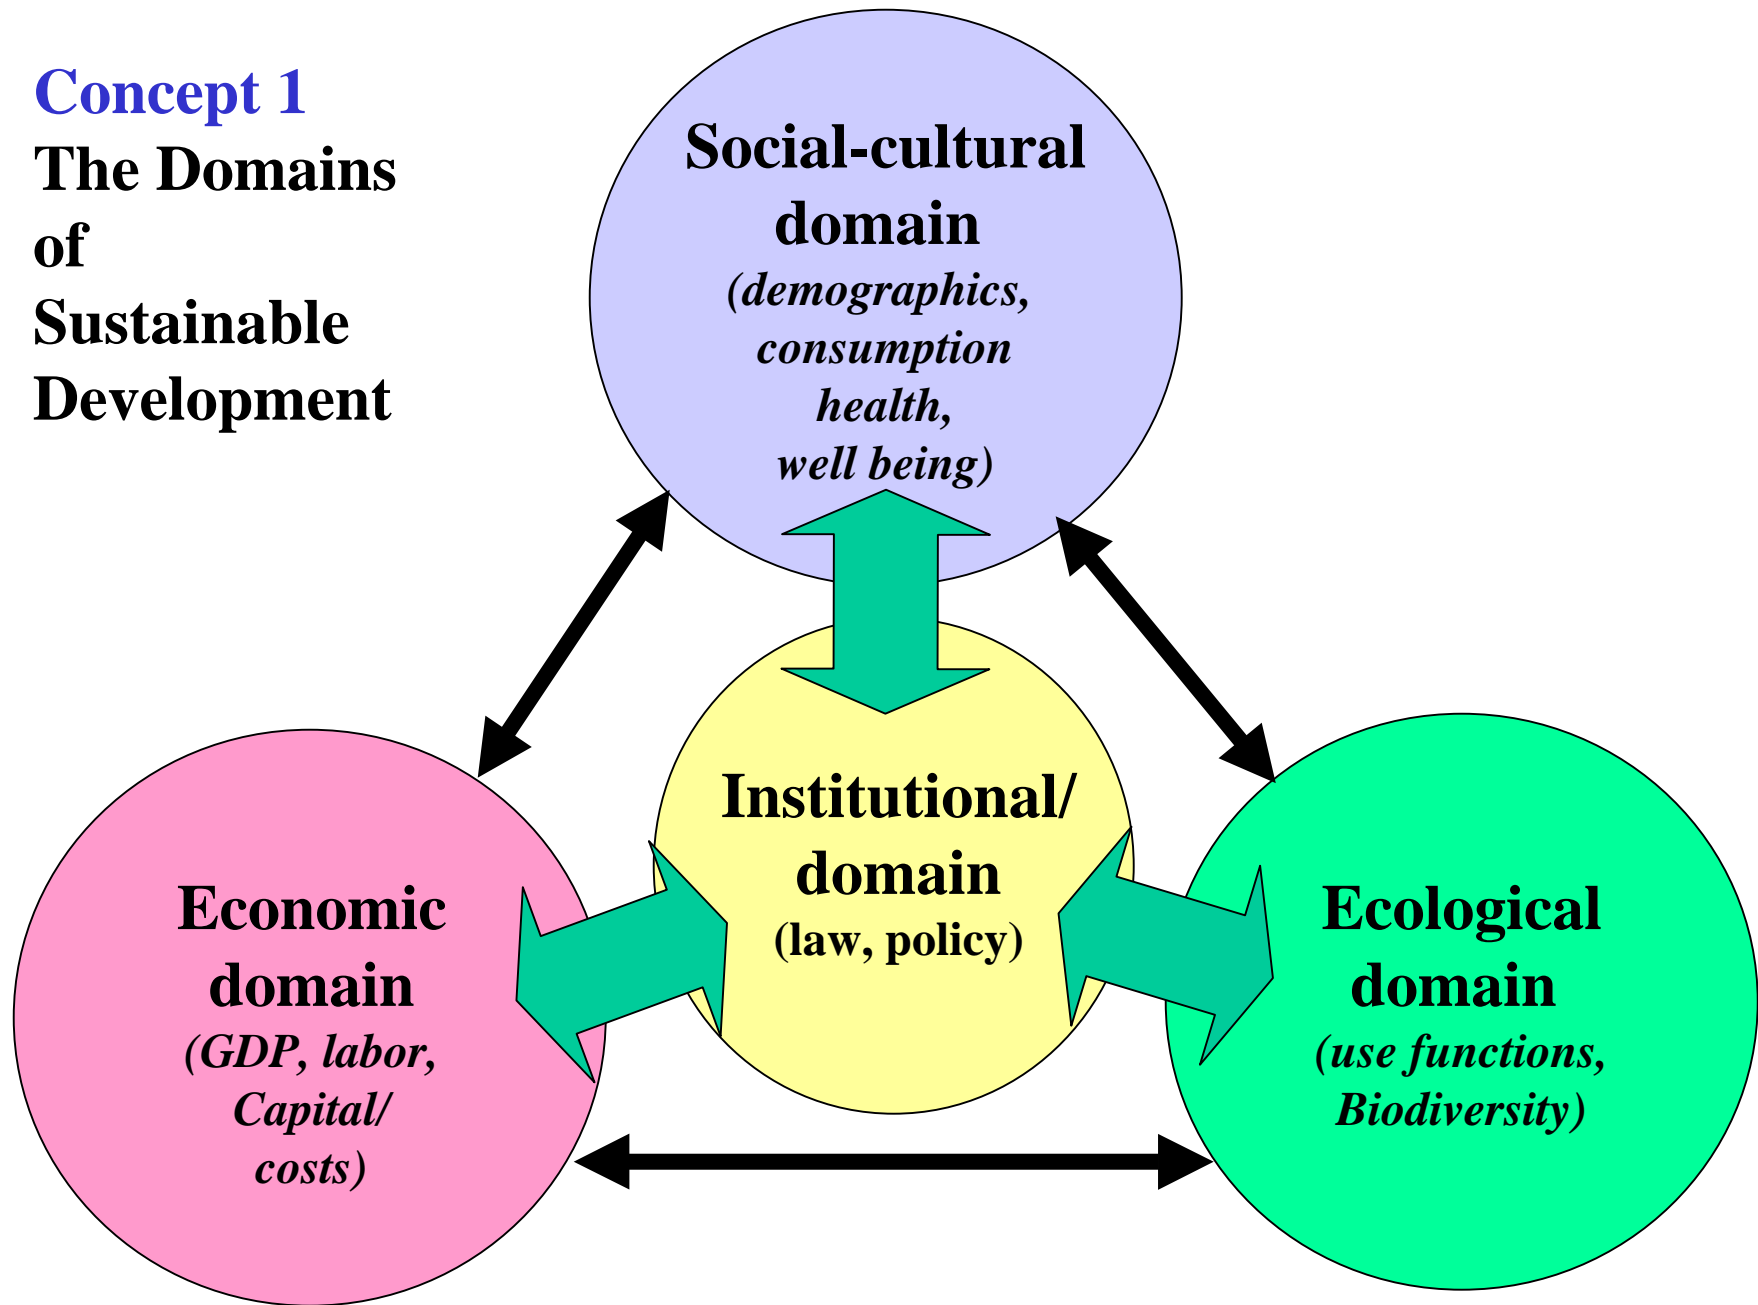 Concept 1
The Domains
of
Sustainable
Development
Social-cultural
domain
(demographics,
consumption
health,
well being)
Institutional/
domain
(law, policy)
Economic
domain
(GDP, labor,
Capital/
costs)
Ecological
domain
(use functions,
Biodiversity)